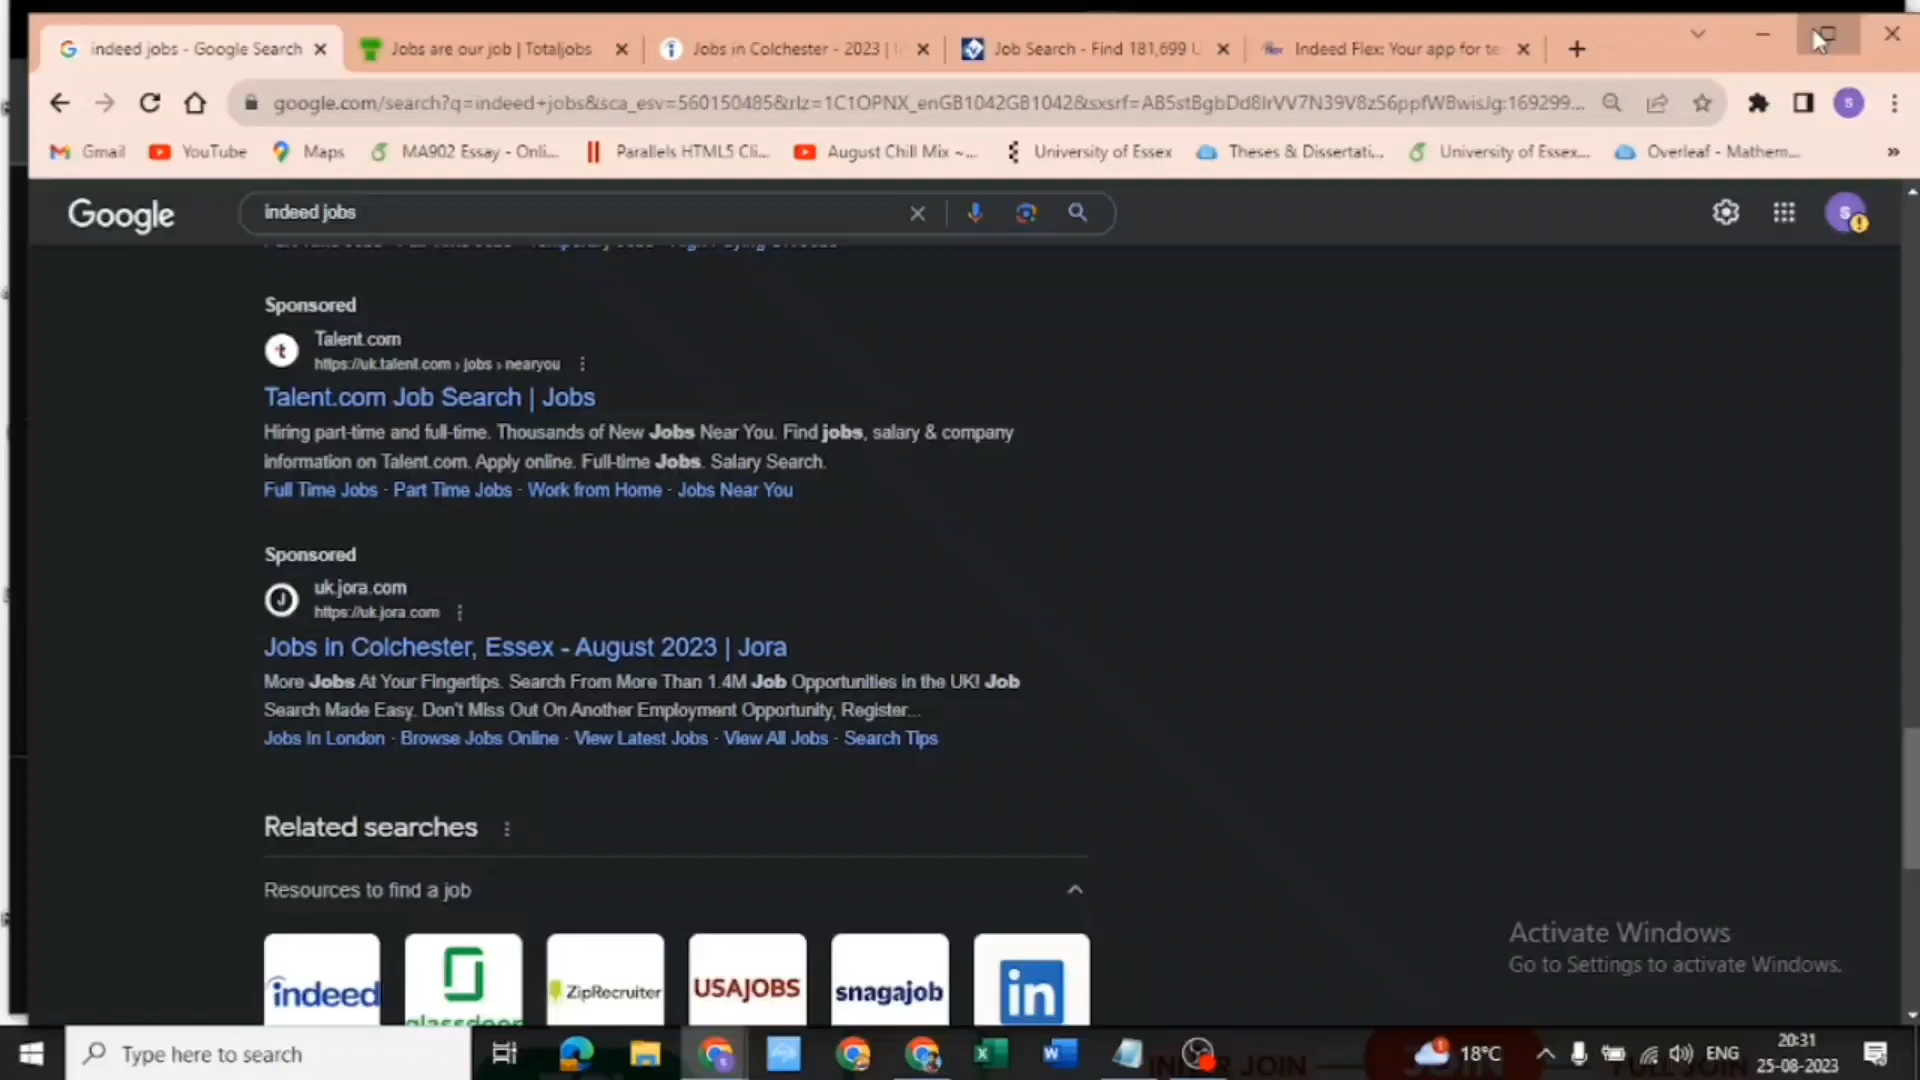 indeed jobs - Google Search
Jobs are our job | Totaljobs
Jobs in Colchester - 2023 |
Job Search - Find 181,699 U
Indeed Flex: Your app for te
google.com/search?q=indeed+jobs&sca_esv=560150485&rlz=1C1OPNX_enGB1042GB1042&sxsrf=AB5stBgbDd8IrVV7N39V8z56ppfWBwisJg:169299...
S
Gmail
YouTube
Maps
MA902 Essay - Onli...
Parallels HTML5 Cli...
August Chill Mix ~...
University of Essex
Theses & Dissertati...
University of Essex...
Overleaf - Mathem...
»
Google
indeed jobs
S
Sponsored
t
Talent.com
https://uk.talent.com › jobs › nearyou
Talent.com Job Search | Jobs
Hiring part-time and full-time. Thousands of New Jobs Near You. Find jobs, salary & company
information on Talent.com. Apply online. Full-time Jobs. Salary Search.
Full Time Jobs · Part Time Jobs · Work from Home · Jobs Near You
Sponsored
J
uk.jora.com
https://uk.jora.com
Jobs in Colchester, Essex - August 2023 | Jora
More Jobs At Your Fingertips. Search From More Than 1.4M Job Opportunities in the UK! Job
Search Made Easy. Don't Miss Out On Another Employment Opportunity, Register...
Jobs In London · Browse Jobs Online · View Latest Jobs · View All Jobs · Search Tips
Related searches
Resources to find a job
indeed
glassdoor
ZipRecruiter
USAJOBS
snagajob
in
Activate Windows
Go to Settings to activate Windows.
Type here to search
18°C
ENG
20:31
25-08-2023